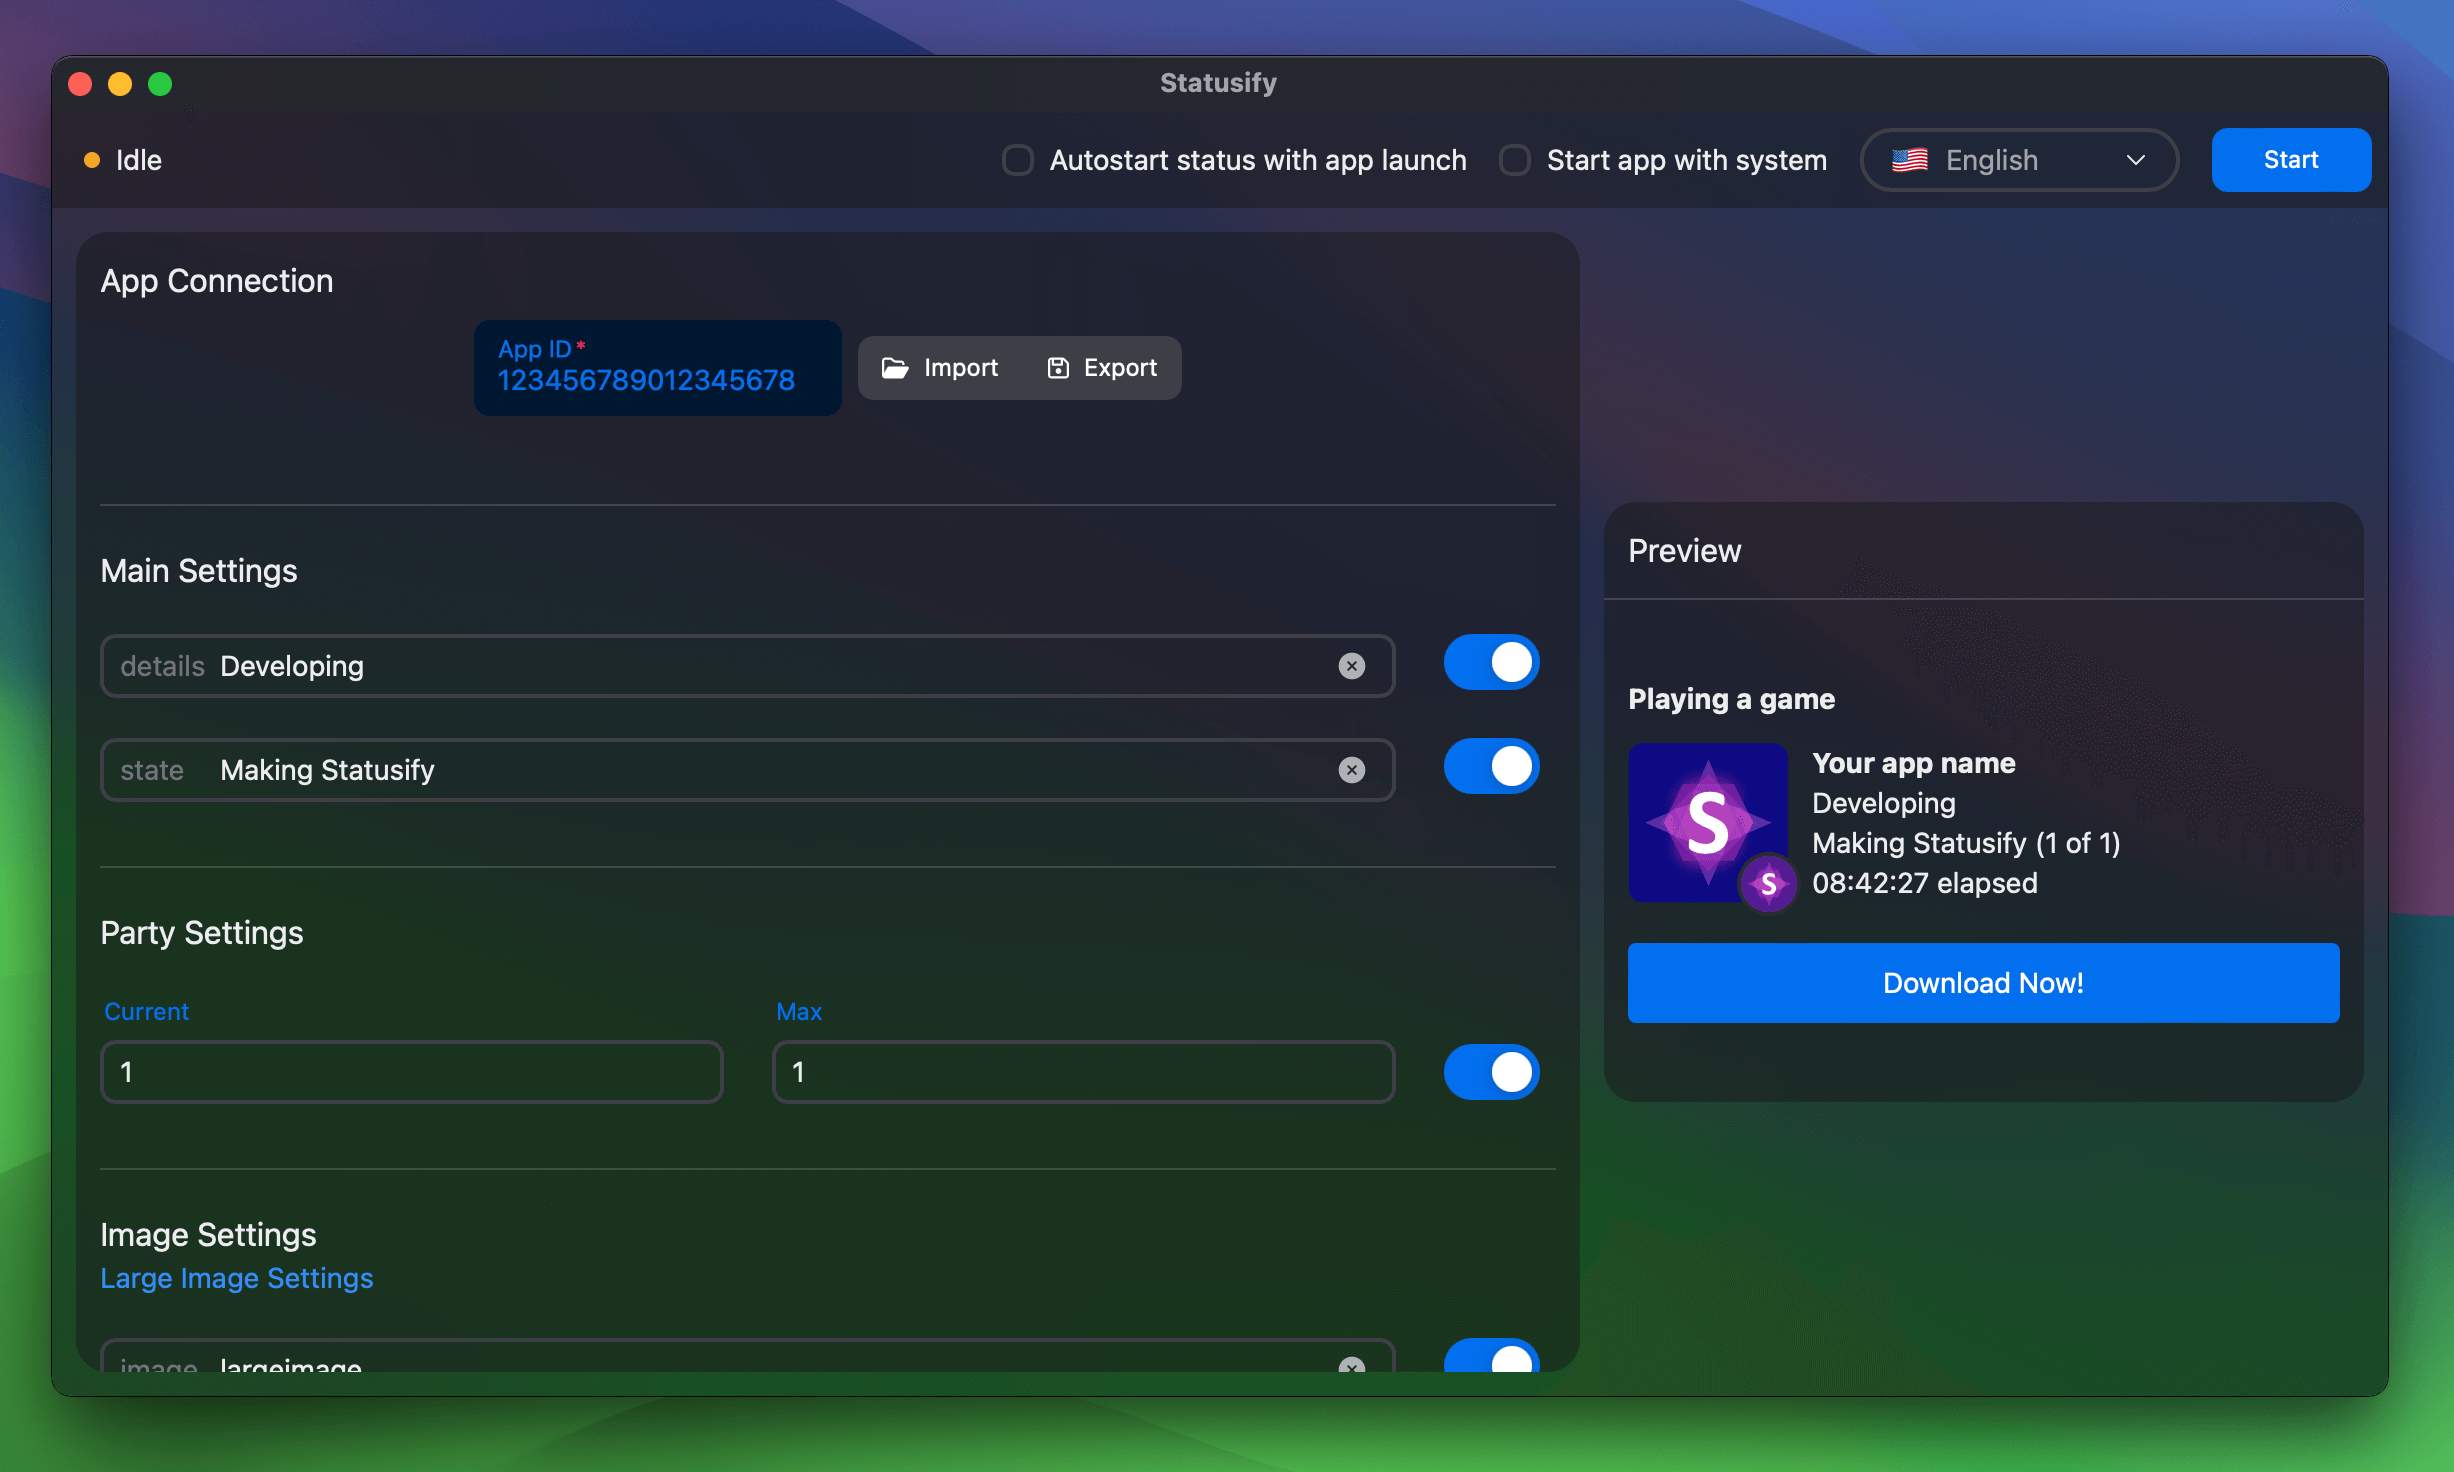 Statusify
Idle
Autostart status with app launch
Start app with system
English
Start
App Connection
App ID*
123456789012345678
Import
Export
Main Settings
details Developing
state Making Statusify
Party Settings
Current
Max
1
1
Image Settings
Large Image Settings
image largeimage
Preview
Playing a game
S
S
Your app name
Developing
Making Statusify (1 of 1)
08:42:27 elapsed
Download Now!